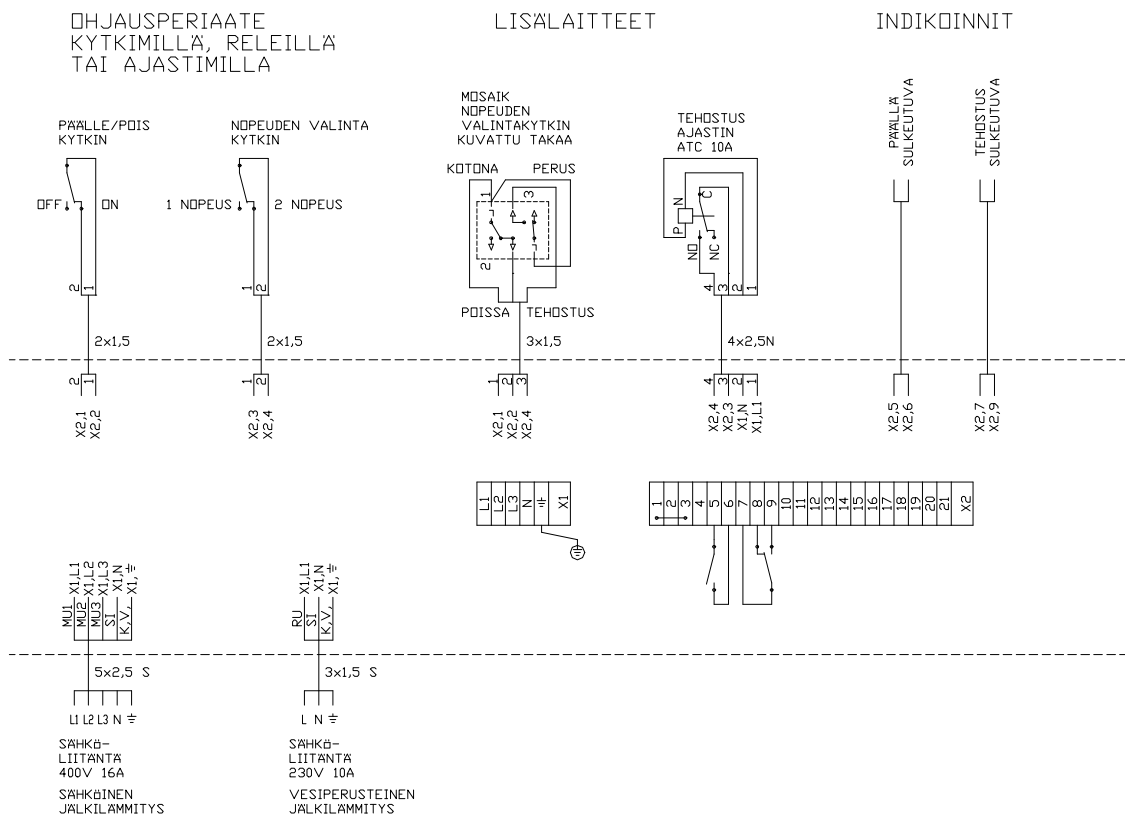 OHJAUSPERIAATE
KYTKIMILLÄ, RELEILLÄ
TAI AJASTIMILLA
LISÄLAITTEET
INDIKOINNIT
PÄÄLLE/POIS
KYTKIN
OFF
ON
2
1
2x1,5
2
1
X2,1
X2,2
NOPEUDEN VALINTA
KYTKIN
1 NOPEUS
2 NOPEUS
1
2
2x1,5
1
2
X2,3
X2,4
MOSAIK
NOPEUDEN
VALINTAKYTKIN
KUVATTU TAKAA
KOTONA
PERUS
1
3
2
POISSA
TEHOSTUS
3x1,5
1
2
3
X2,1
X2,2
X2,4
TEHOSTUS
AJASTIN
ATC 10A
P
N
C
NO
NC
4
3
2
1
4x2,5N
4
3
2
1
X2,4
X2,3
X1,N
X1,L1
PÄÄLLÄ
SULKEUTUVA
X2,5
X2,6
TEHOSTUS
SULKEUTUVA
X2,7
X2,9
L1
L2
L3
N
X1
1
2
3
4
5
6
7
8
9
10
11
12
13
14
15
16
17
18
19
20
21
X2
X1,L1
X1,L2
X1,L3
X1,N
X1,
MU1
MU2
MU3
SI
K,V,
5x2,5 S
L1 L2 L3 N
SÄHKÖ-
LIITÄNTÄ
400V 16A
SÄHKÖINEN
JÄLKILÄMMITYS
X1,L1
X1,N
X1,
RU
SI
K,V,
3x1,5 S
L N
SÄHKÖ-
LIITÄNTÄ
230V 10A
VESIPERUSTEINEN
JÄLKILÄMMITYS